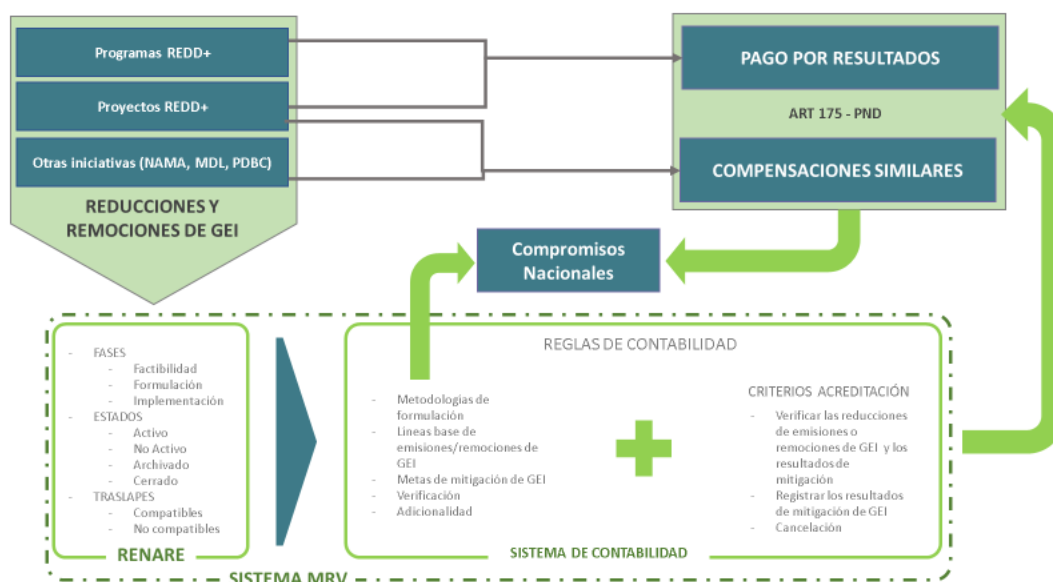 Programas REDD+
Proyectos REDD+
Otras iniciativas (NAMA, MDL, PDBC)
REDUCCIONES Y
REMOCIONES DE GEI
PAGO POR RESULTADOS
ART 175 - PND
COMPENSACIONES SIMILARES
Compromisos
Nacionales
- FASES
- Factibilidad
- Formulación
- Implementación
- ESTADOS
- Activo
- No Activo
- Archivado
- Cerrado
- TRASLAPES
- Compatibles
- No compatibles
RENARE
REGLAS DE CONTABILIDAD
- Metodologías de
formulación
- Lineas base de
emisiones/remociones de
GEI
- Metas de mitigación de GEI
- Verificación
- Adicionalidad
CRITERIOS ACREDITACIÓN
- Verificar las reducciones
de emisiones o
remociones de GEI y los
resultados de
mitigación
- Registrar los resultados
de mitigación de GEI
- Cancelación
SISTEMA DE CONTABILIDAD
SISTEMA MRV